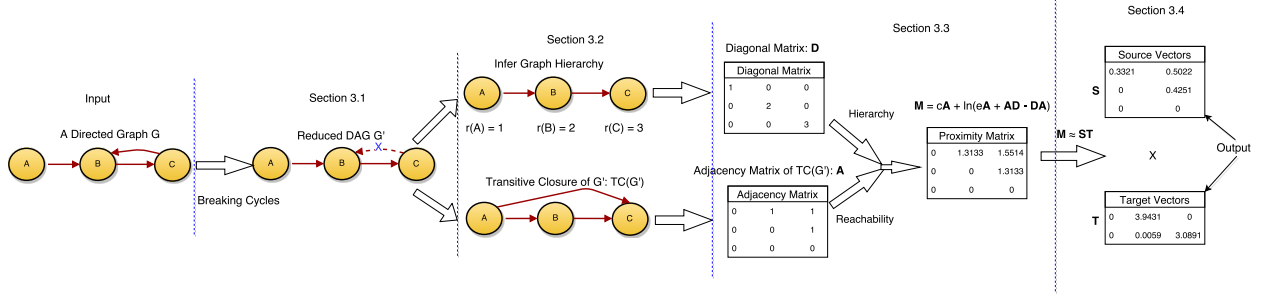 Input
A Directed Graph G
A
B
C
Breaking Cycles
Section 3.1
Reduced DAG G'
X
A
B
C
Section 3.2
Infer Graph Hierarchy
A
B
C
r(A) = 1
r(B) = 2
r(C) = 3
Transitive Closure of G': TC(G')
A
B
C
Section 3.3
Diagonal Matrix: D
Diagonal Matrix
1 0 0
0 2 0
0 0 3
Adjacency Matrix of TC(G'): A
Adjacency Matrix
0 1 1
0 0 1
0 0 0
Hierarchy
Reachability
M = cA + ln(eA + AD - DA)
Proximity Matrix
0 1.3133 1.5514
0 0 1.3133
0 0 0
M ≈ ST
Section 3.4
Source Vectors
0.3321 0.5022
0 0.4251
0 0
S
X
Output
Target Vectors
0 3.9431 0
0 0.0059 3.0891
T